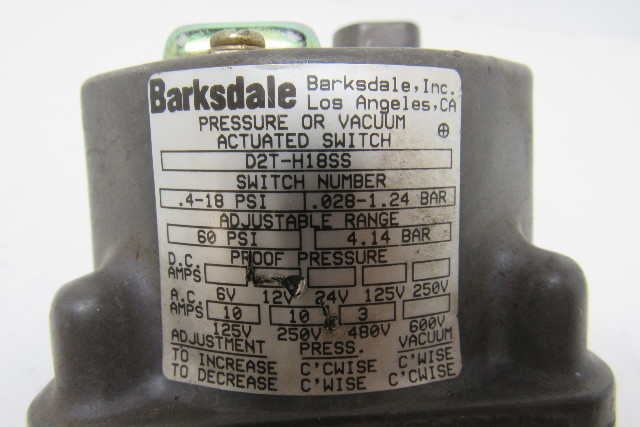 Barksdale Barksdale, Inc.
Los Angeles, CA
PRESSURE OR VACUUM
ACTUATED SWITCH
D2T-H18SS
SWITCH NUMBER
.4-18 PSI .028-1.24 BAR
ADJUSTABLE RANGE
60 PSI 4.14 BAR
PROOF PRESSURE
D.C.
AMPS
6V 12V 24V 125V 250V
A.C.
AMPS 10 10 3
125V 250V 480V 600V
ADJUSTMENT PRESS. VACUUM
TO INCREASE C'CWISE C'WISE
TO DECREASE C'WISE C'CWISE